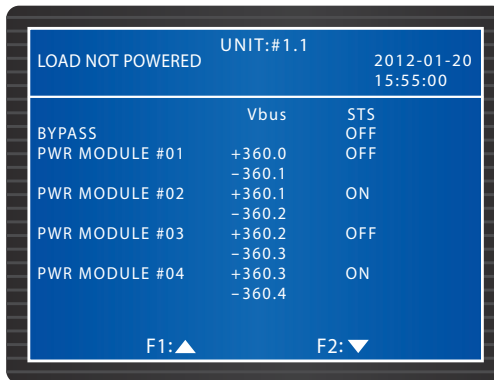 UNIT:#1.1
LOAD NOT POWERED 2012-01-20
15:55:00
Vbus STS
BYPASS OFF
PWR MODULE #01 +360.0 OFF
−360.1
PWR MODULE #02 +360.1 ON
−360.2
PWR MODULE #03 +360.2 OFF
−360.3
PWR MODULE #04 +360.3 ON
−360.4
F1:▲ F2:▼